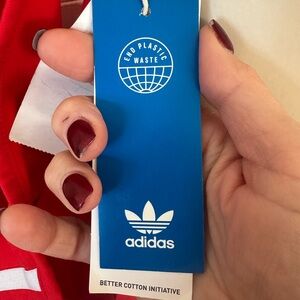 END PLASTIC
WASTE
adidas
BETTER COTTON INITIATIVE